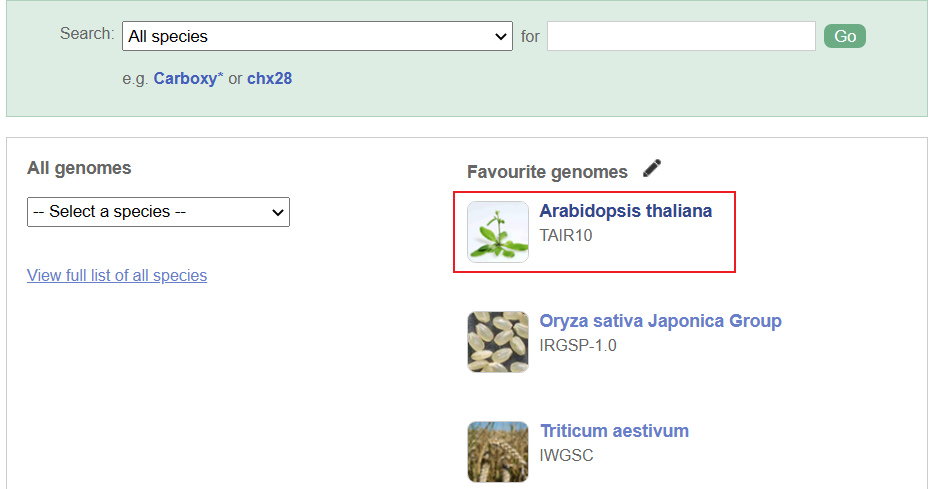 Search: All species for Go
e.g. Carboxy* or chx28
All genomes
-- Select a species --
View full list of all species
Favourite genomes
Arabidopsis thaliana
TAIR10
Oryza sativa Japonica Group
IRGSP-1.0
Triticum aestivum
IWGSC